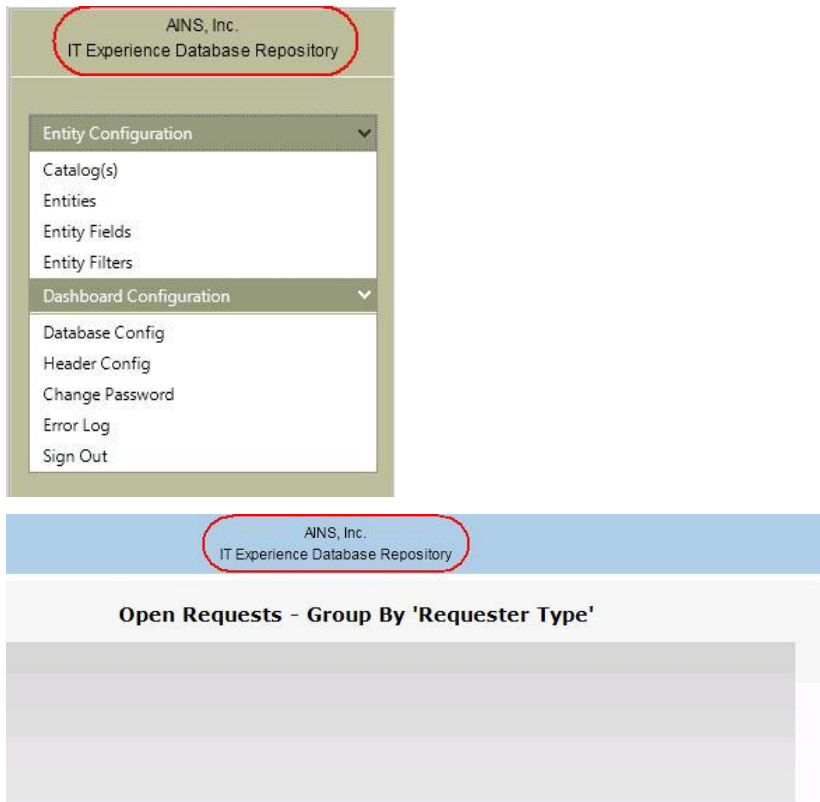 AINS, Inc.
IT Experience Database Repository
Entity Configuration
Catalog(s)
Entities
Entity Fields
Entity Filters
Dashboard Configuration
Database Config
Header Config
Change Password
Error Log
Sign Out
AINS, Inc.
IT Experience Database Repository
Open Requests - Group By 'Requester Type'